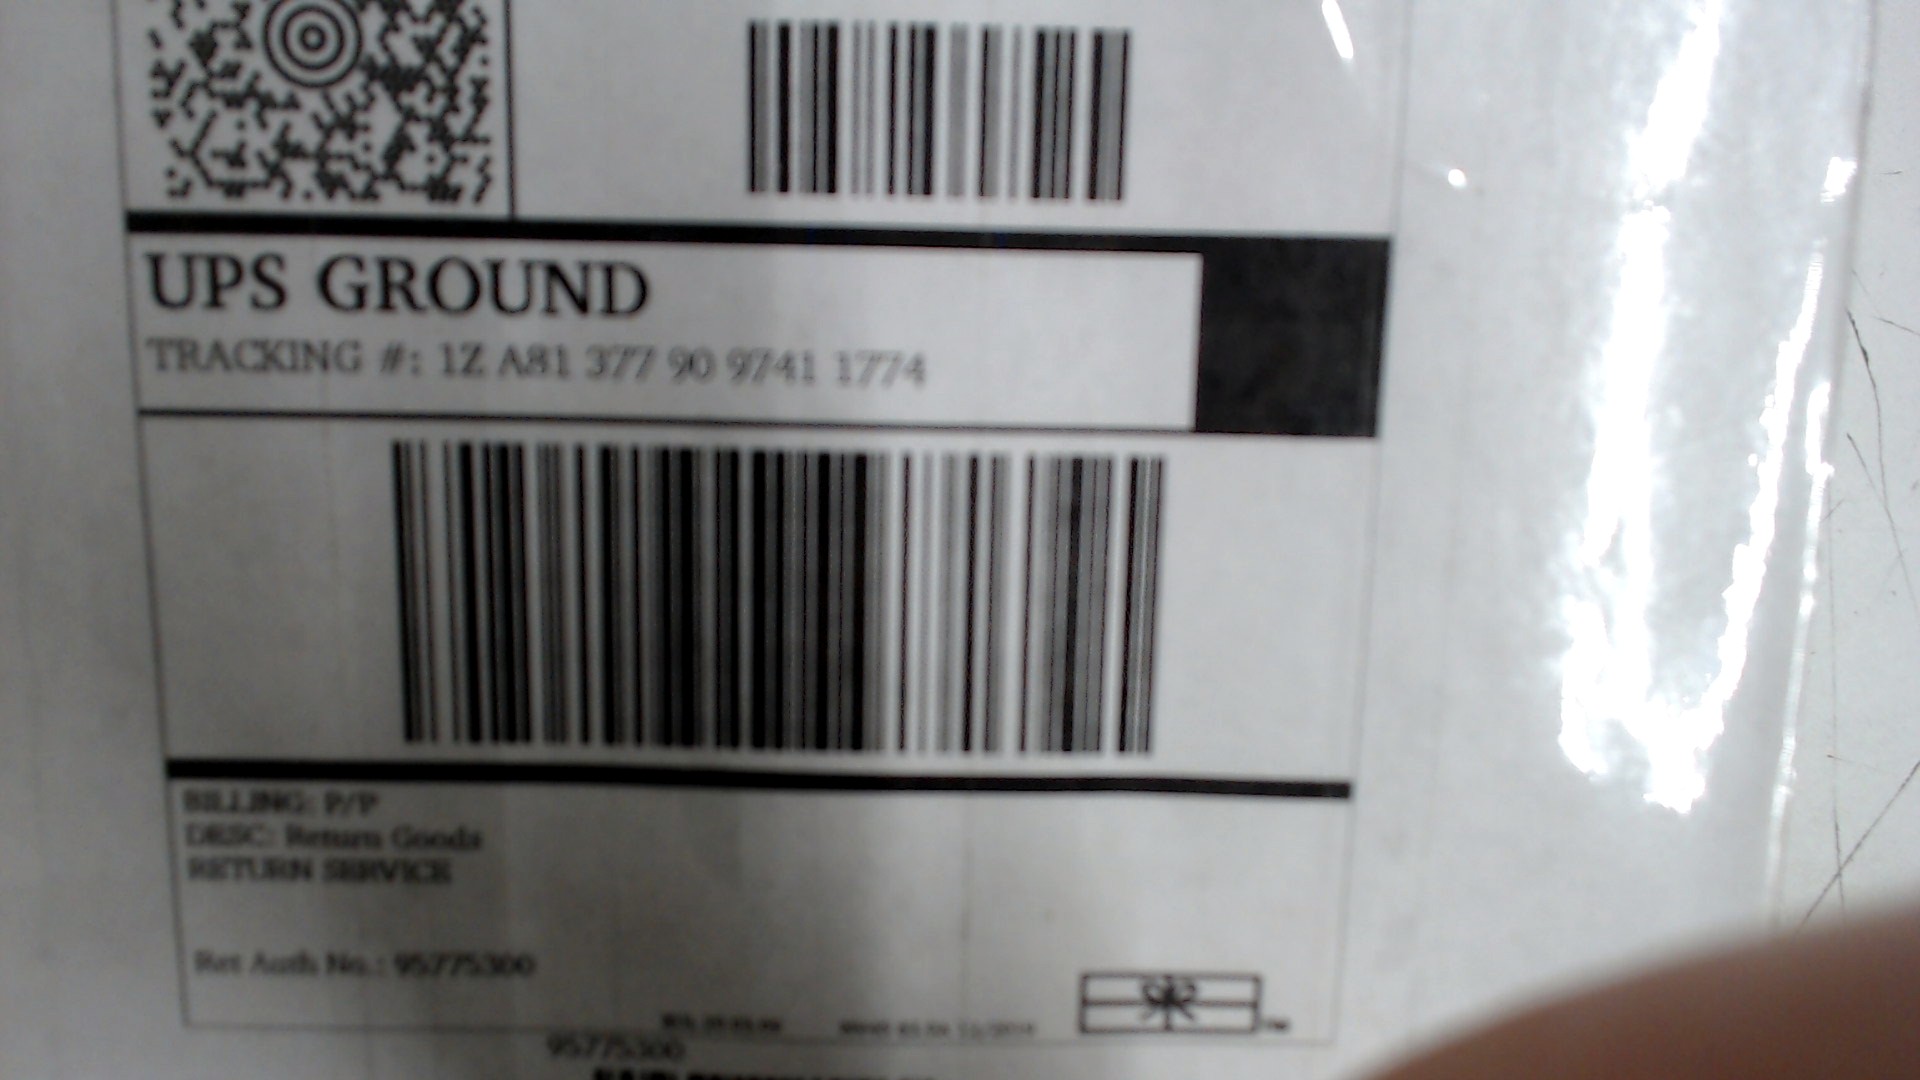 UPS GROUND
TRACKING #: 1Z A81 377 90 9741 1774
BILLING: P/P
DESC: Return Goods
RETURN SERVICE
Ret Auth No.: 95775300
95775300